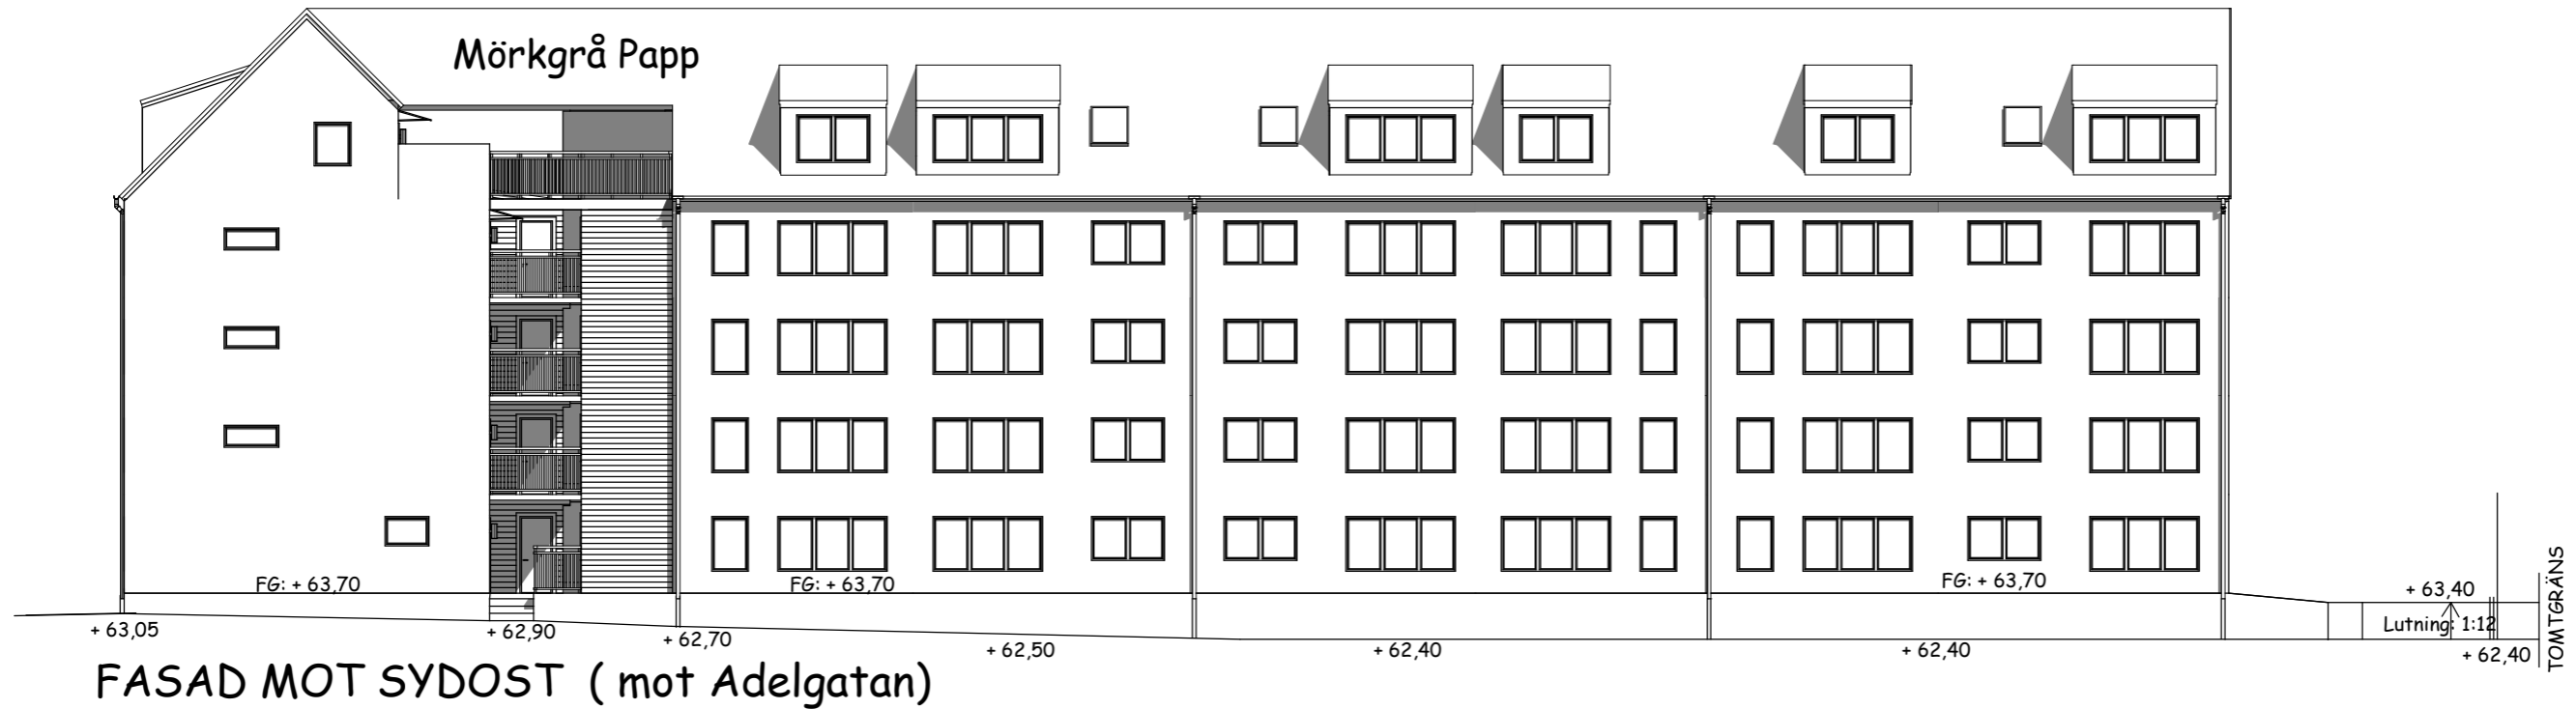 Mörkgrå Papp
FG: + 63,70
FG: + 63,70
FG: + 63,70
+ 63,40
Lutning: 1:12
TOMTGRÄNS
+ 63,05
+ 62,90
+ 62,70
+ 62,50
+ 62,40
+ 62,40
+ 62,40
FASAD MOT SYDOST ( mot Adelgatan)